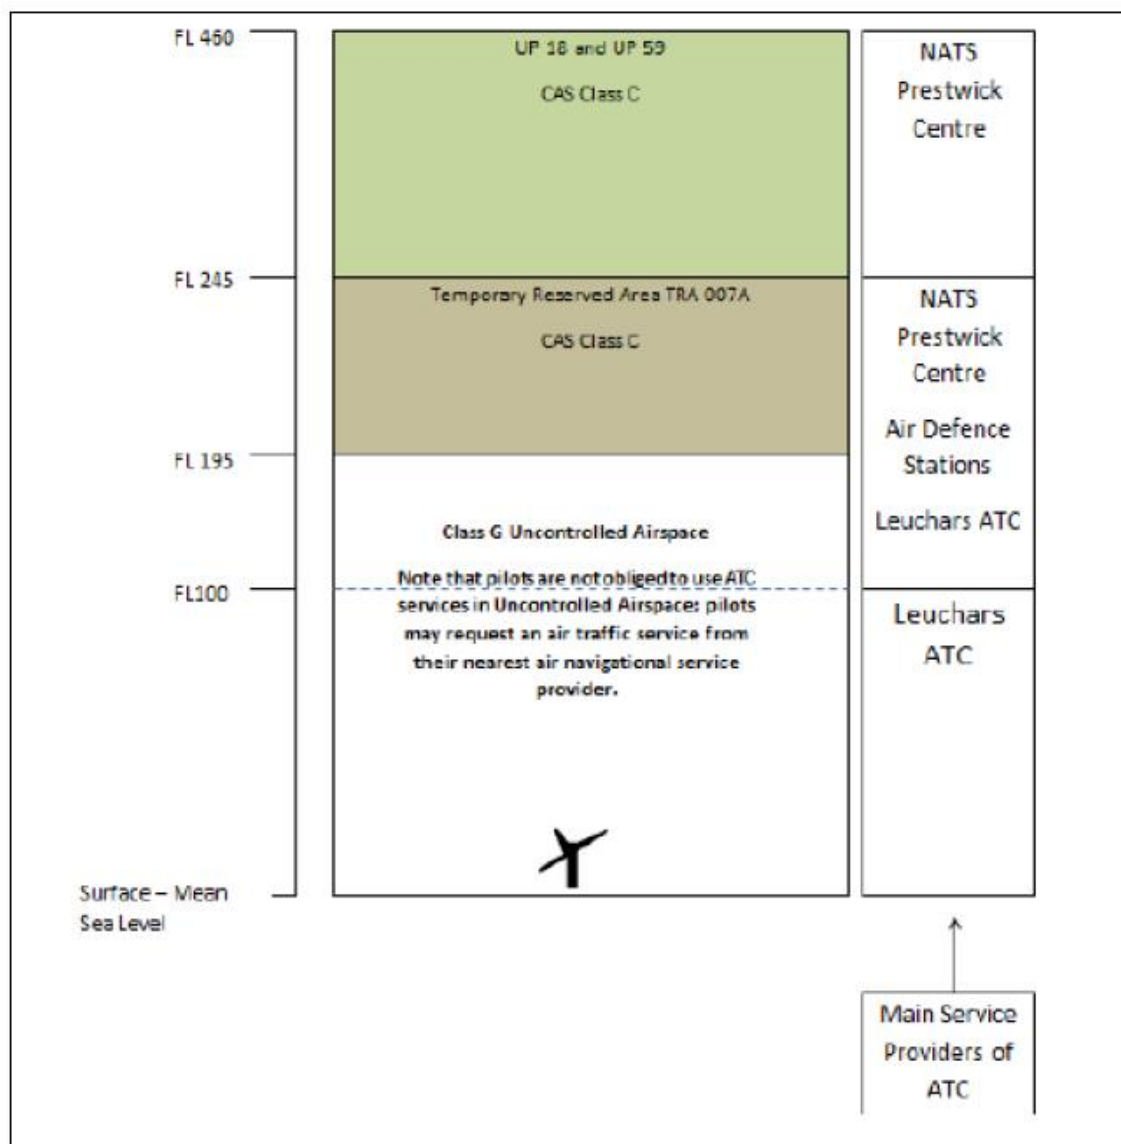 FL 460
UP 18 and UP 59
CAS Class C
NATS
Prestwick
Centre
FL 245
Temporary Reserved Area TRA 007A
CAS Class C
NATS
Prestwick
Centre
Air Defence
Stations
Leuchars ATC
FL 195
Class G Uncontrolled Airspace
Note that pilots are not obliged to use ATC
services in Uncontrolled Airspace: pilots
may request an air traffic service from
their nearest air navigational service
provider.
FL100
Leuchars
ATC
Surface – Mean
Sea Level
Main Service
Providers of
ATC